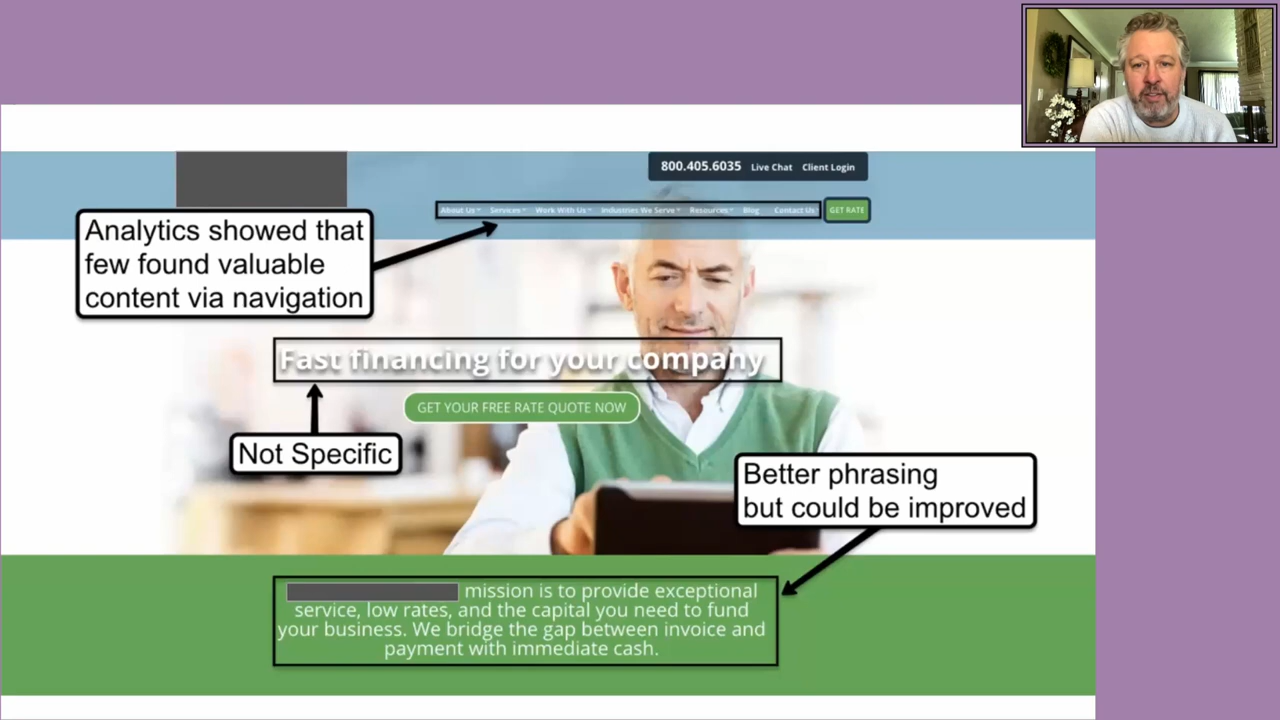 800.405.6035 Live Chat Client Login
About Us Services Work With Us Industries We Serve Resources Blog Contact Us GET RATE
Analytics showed that
few found valuable
content via navigation
Fast financing for your company
GET YOUR FREE RATE QUOTE NOW
Not Specific
Better phrasing
but could be improved
mission is to provide exceptional
service, low rates, and the capital you need to fund
your business. We bridge the gap between invoice and
payment with immediate cash.